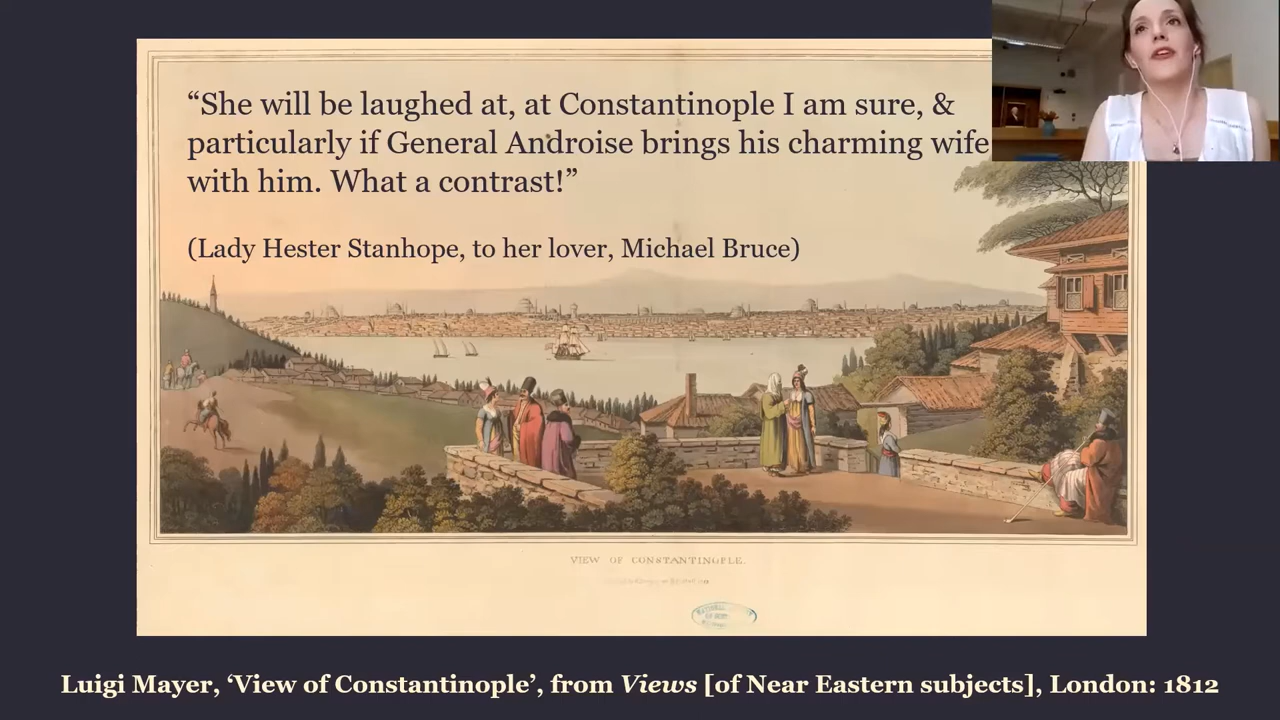 “She will be laughed at, at Constantinople I am sure, &
particularly if General Androise brings his charming wife
with him. What a contrast!”
(Lady Hester Stanhope, to her lover, Michael Bruce)
VIEW OF CONSTANTINOPLE.
Luigi Mayer, ‘View of Constantinople’, from Views [of Near Eastern subjects], London: 1812